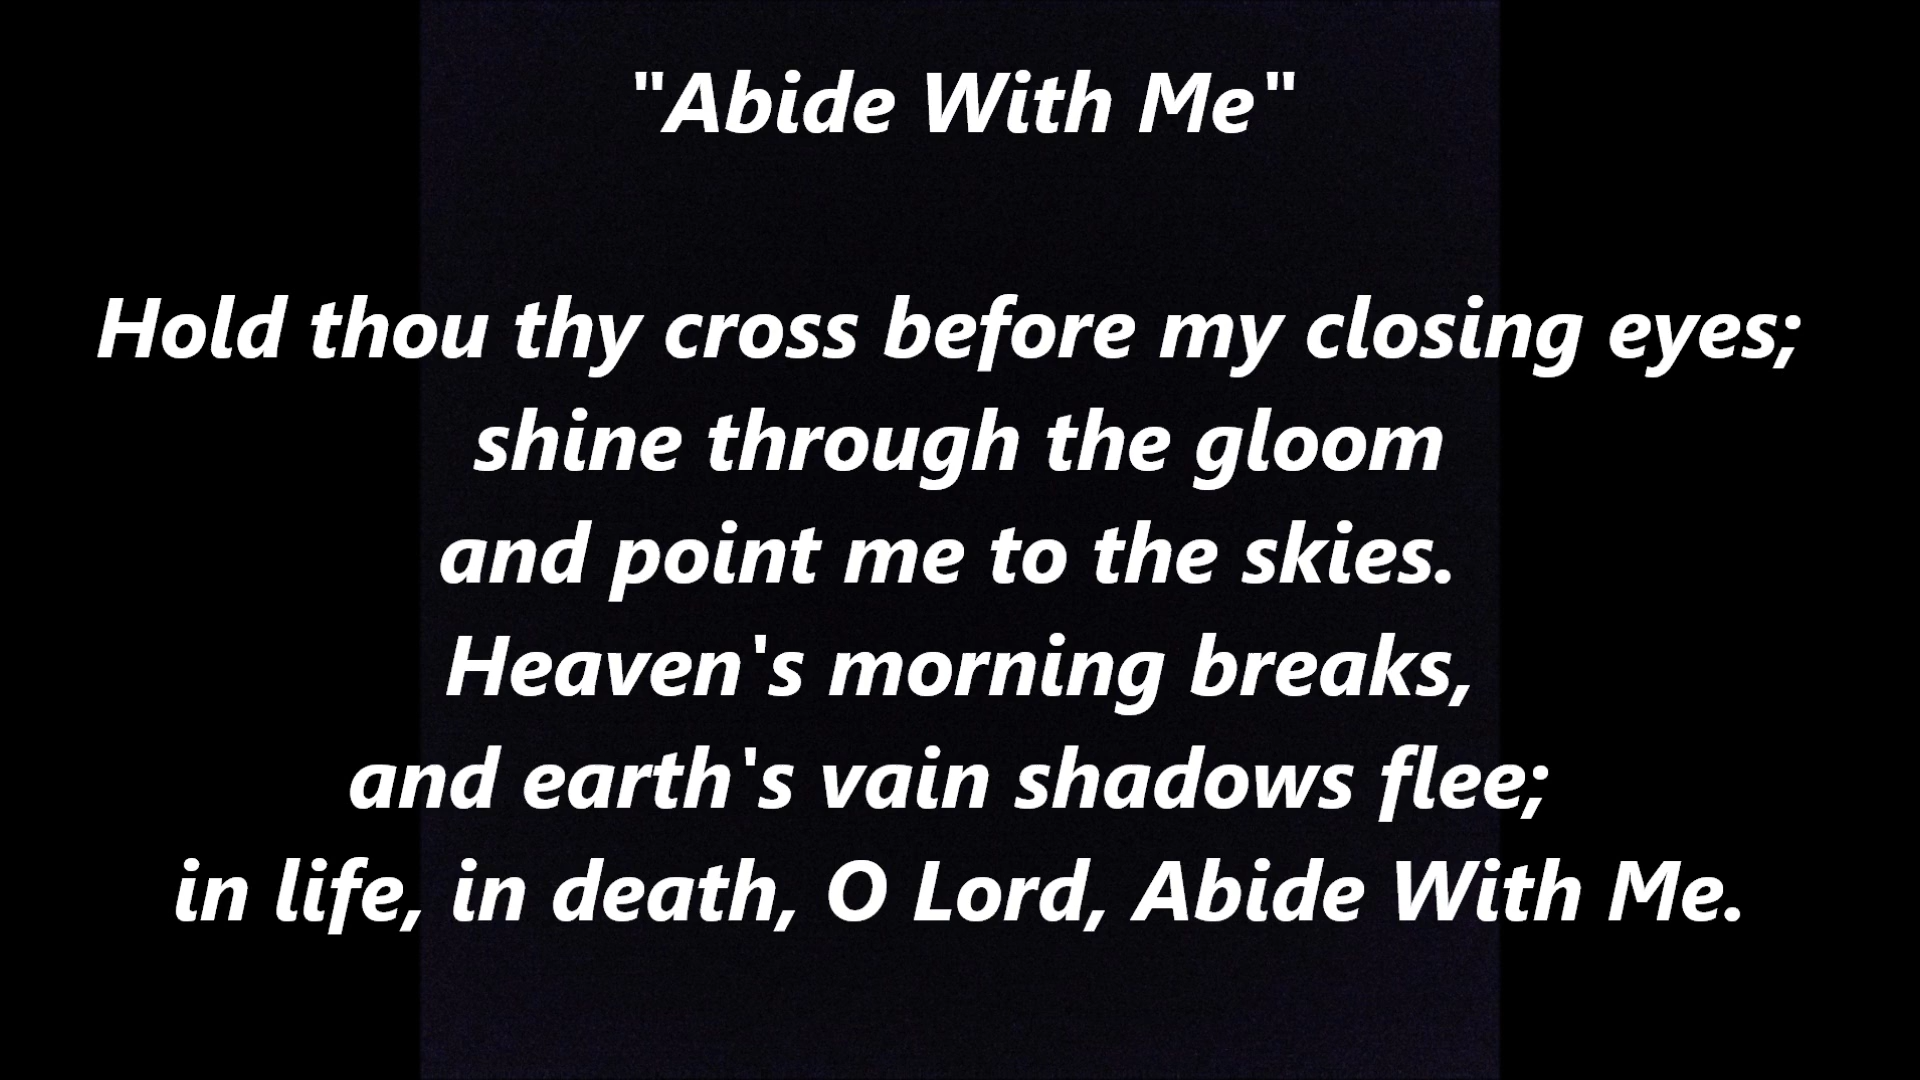 "Abide With Me"
Hold thou thy cross before my closing eyes;
shine through the gloom
and point me to the skies.
Heaven's morning breaks,
and earth's vain shadows flee;
in life, in death, O Lord, Abide With Me.